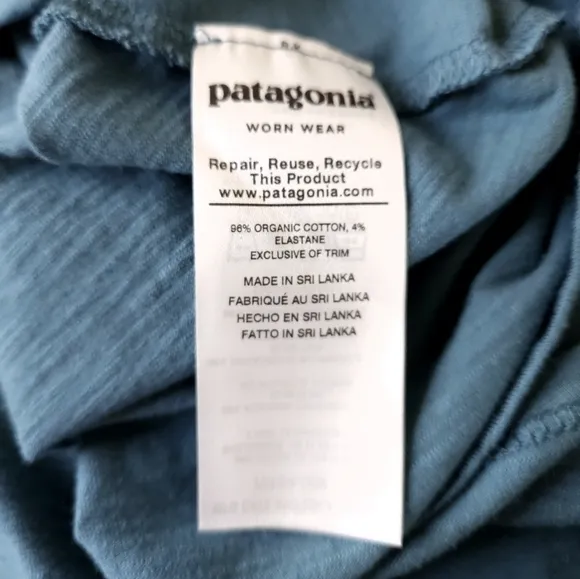 patagonia
WORN WEAR
Repair, Reuse, Recycle
This Product
www.patagonia.com
96% ORGANIC COTTON, 4%
ELASTANE
EXCLUSIVE OF TRIM
MADE IN SRI LANKA
FABRIQUÉ AU SRI LANKA
HECHO EN SRI LANKA
FATTO IN SRI LANKA